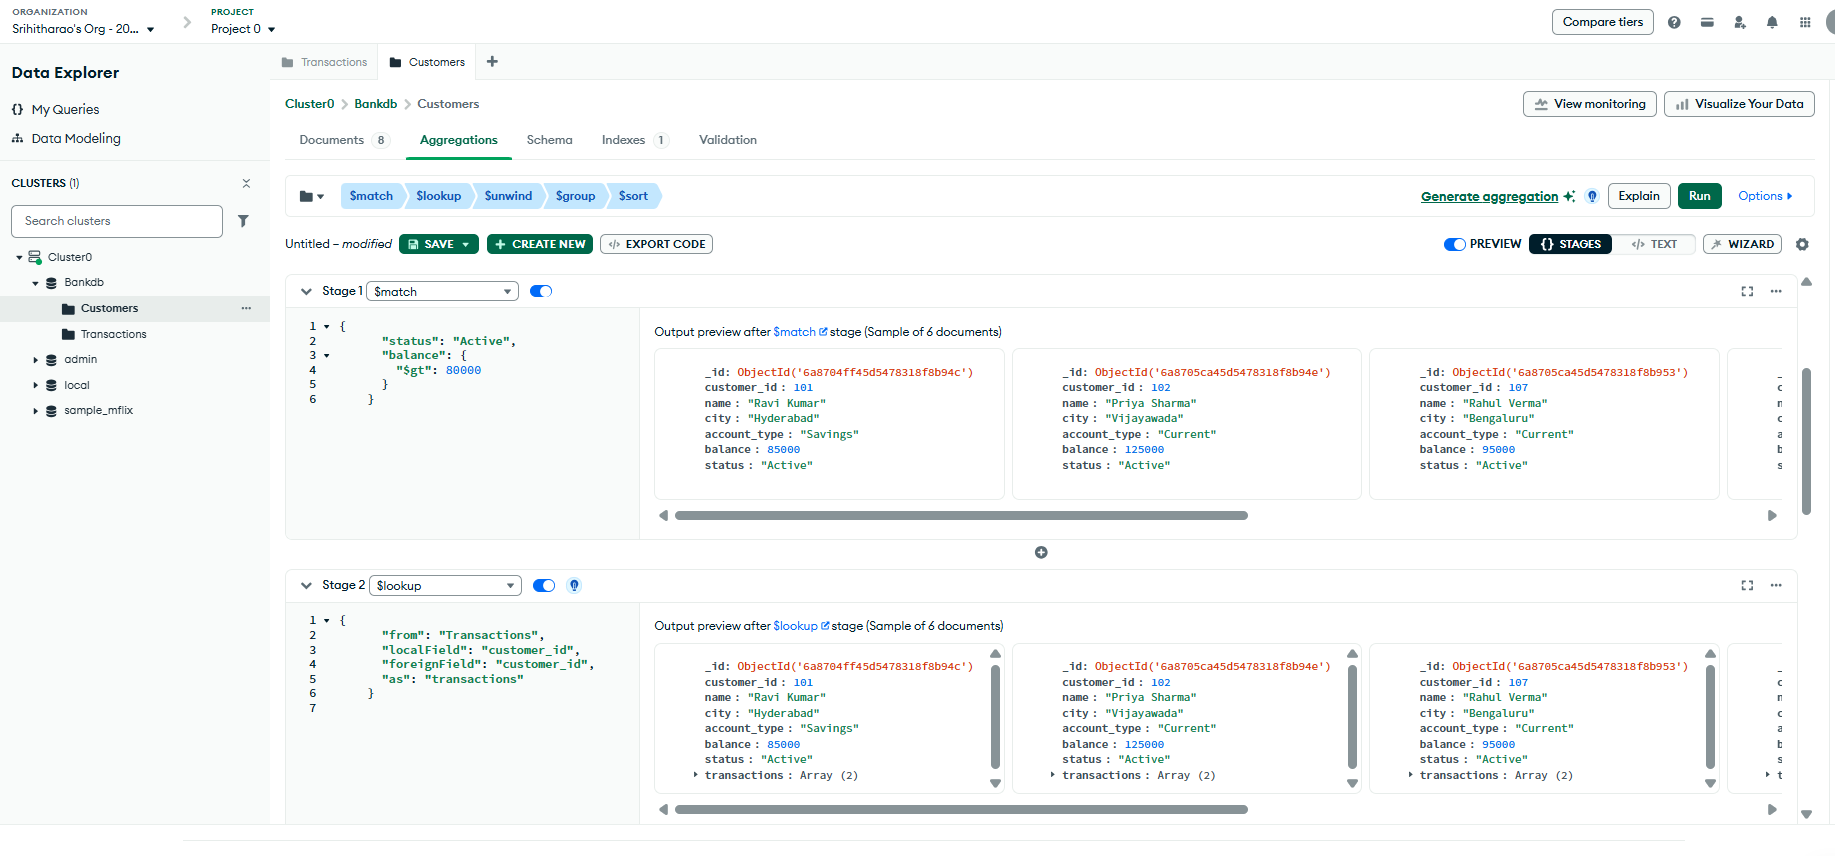 ORGANIZATION
Srihitharao's Org - 20...
PROJECT
Project 0
Compare tiers
Data Explorer
My Queries
Data Modeling
CLUSTERS (1)
Search clusters
Cluster0
Bankdb
Customers
Transactions
admin
local
sample_mflix
Transactions
Customers
Cluster0 > Bankdb > Customers
View monitoring
Visualize Your Data
Documents 8
Aggregations
Schema
Indexes 1
Validation
$match
$lookup
$unwind
$group
$sort
Generate aggregation
Explain
Run
Options
Untitled – modified
SAVE
CREATE NEW
EXPORT CODE
PREVIEW
{} STAGES
</> TEXT
WIZARD
Stage 1 $match
1 {
2 "status": "Active",
3 "balance": {
4 "$gt": 80000
5 }
6 }
Output preview after $match stage (Sample of 6 documents)
_id: ObjectId('6a8704ff45d5478318f8b94c')
customer_id: 101
name: "Ravi Kumar"
city: "Hyderabad"
account_type: "Savings"
balance: 85000
status: "Active"
_id: ObjectId('6a8705ca45d5478318f8b94e')
customer_id: 102
name: "Priya Sharma"
city: "Vijayawada"
account_type: "Current"
balance: 125000
status: "Active"
_id: ObjectId('6a8705ca45d5478318f8b953')
customer_id: 107
name: "Rahul Verma"
city: "Bengaluru"
account_type: "Current"
balance: 95000
status: "Active"
Stage 2 $lookup
1 {
2 "from": "Transactions",
3 "localField": "customer_id",
4 "foreignField": "customer_id",
5 "as": "transactions"
6 }
7
Output preview after $lookup stage (Sample of 6 documents)
_id: ObjectId('6a8704ff45d5478318f8b94c')
customer_id: 101
name: "Ravi Kumar"
city: "Hyderabad"
account_type: "Savings"
balance: 85000
status: "Active"
transactions: Array (2)
_id: ObjectId('6a8705ca45d5478318f8b94e')
customer_id: 102
name: "Priya Sharma"
city: "Vijayawada"
account_type: "Current"
balance: 125000
status: "Active"
transactions: Array (2)
_id: ObjectId('6a8705ca45d5478318f8b953')
customer_id: 107
name: "Rahul Verma"
city: "Bengaluru"
account_type: "Current"
balance: 95000
status: "Active"
transactions: Array (2)